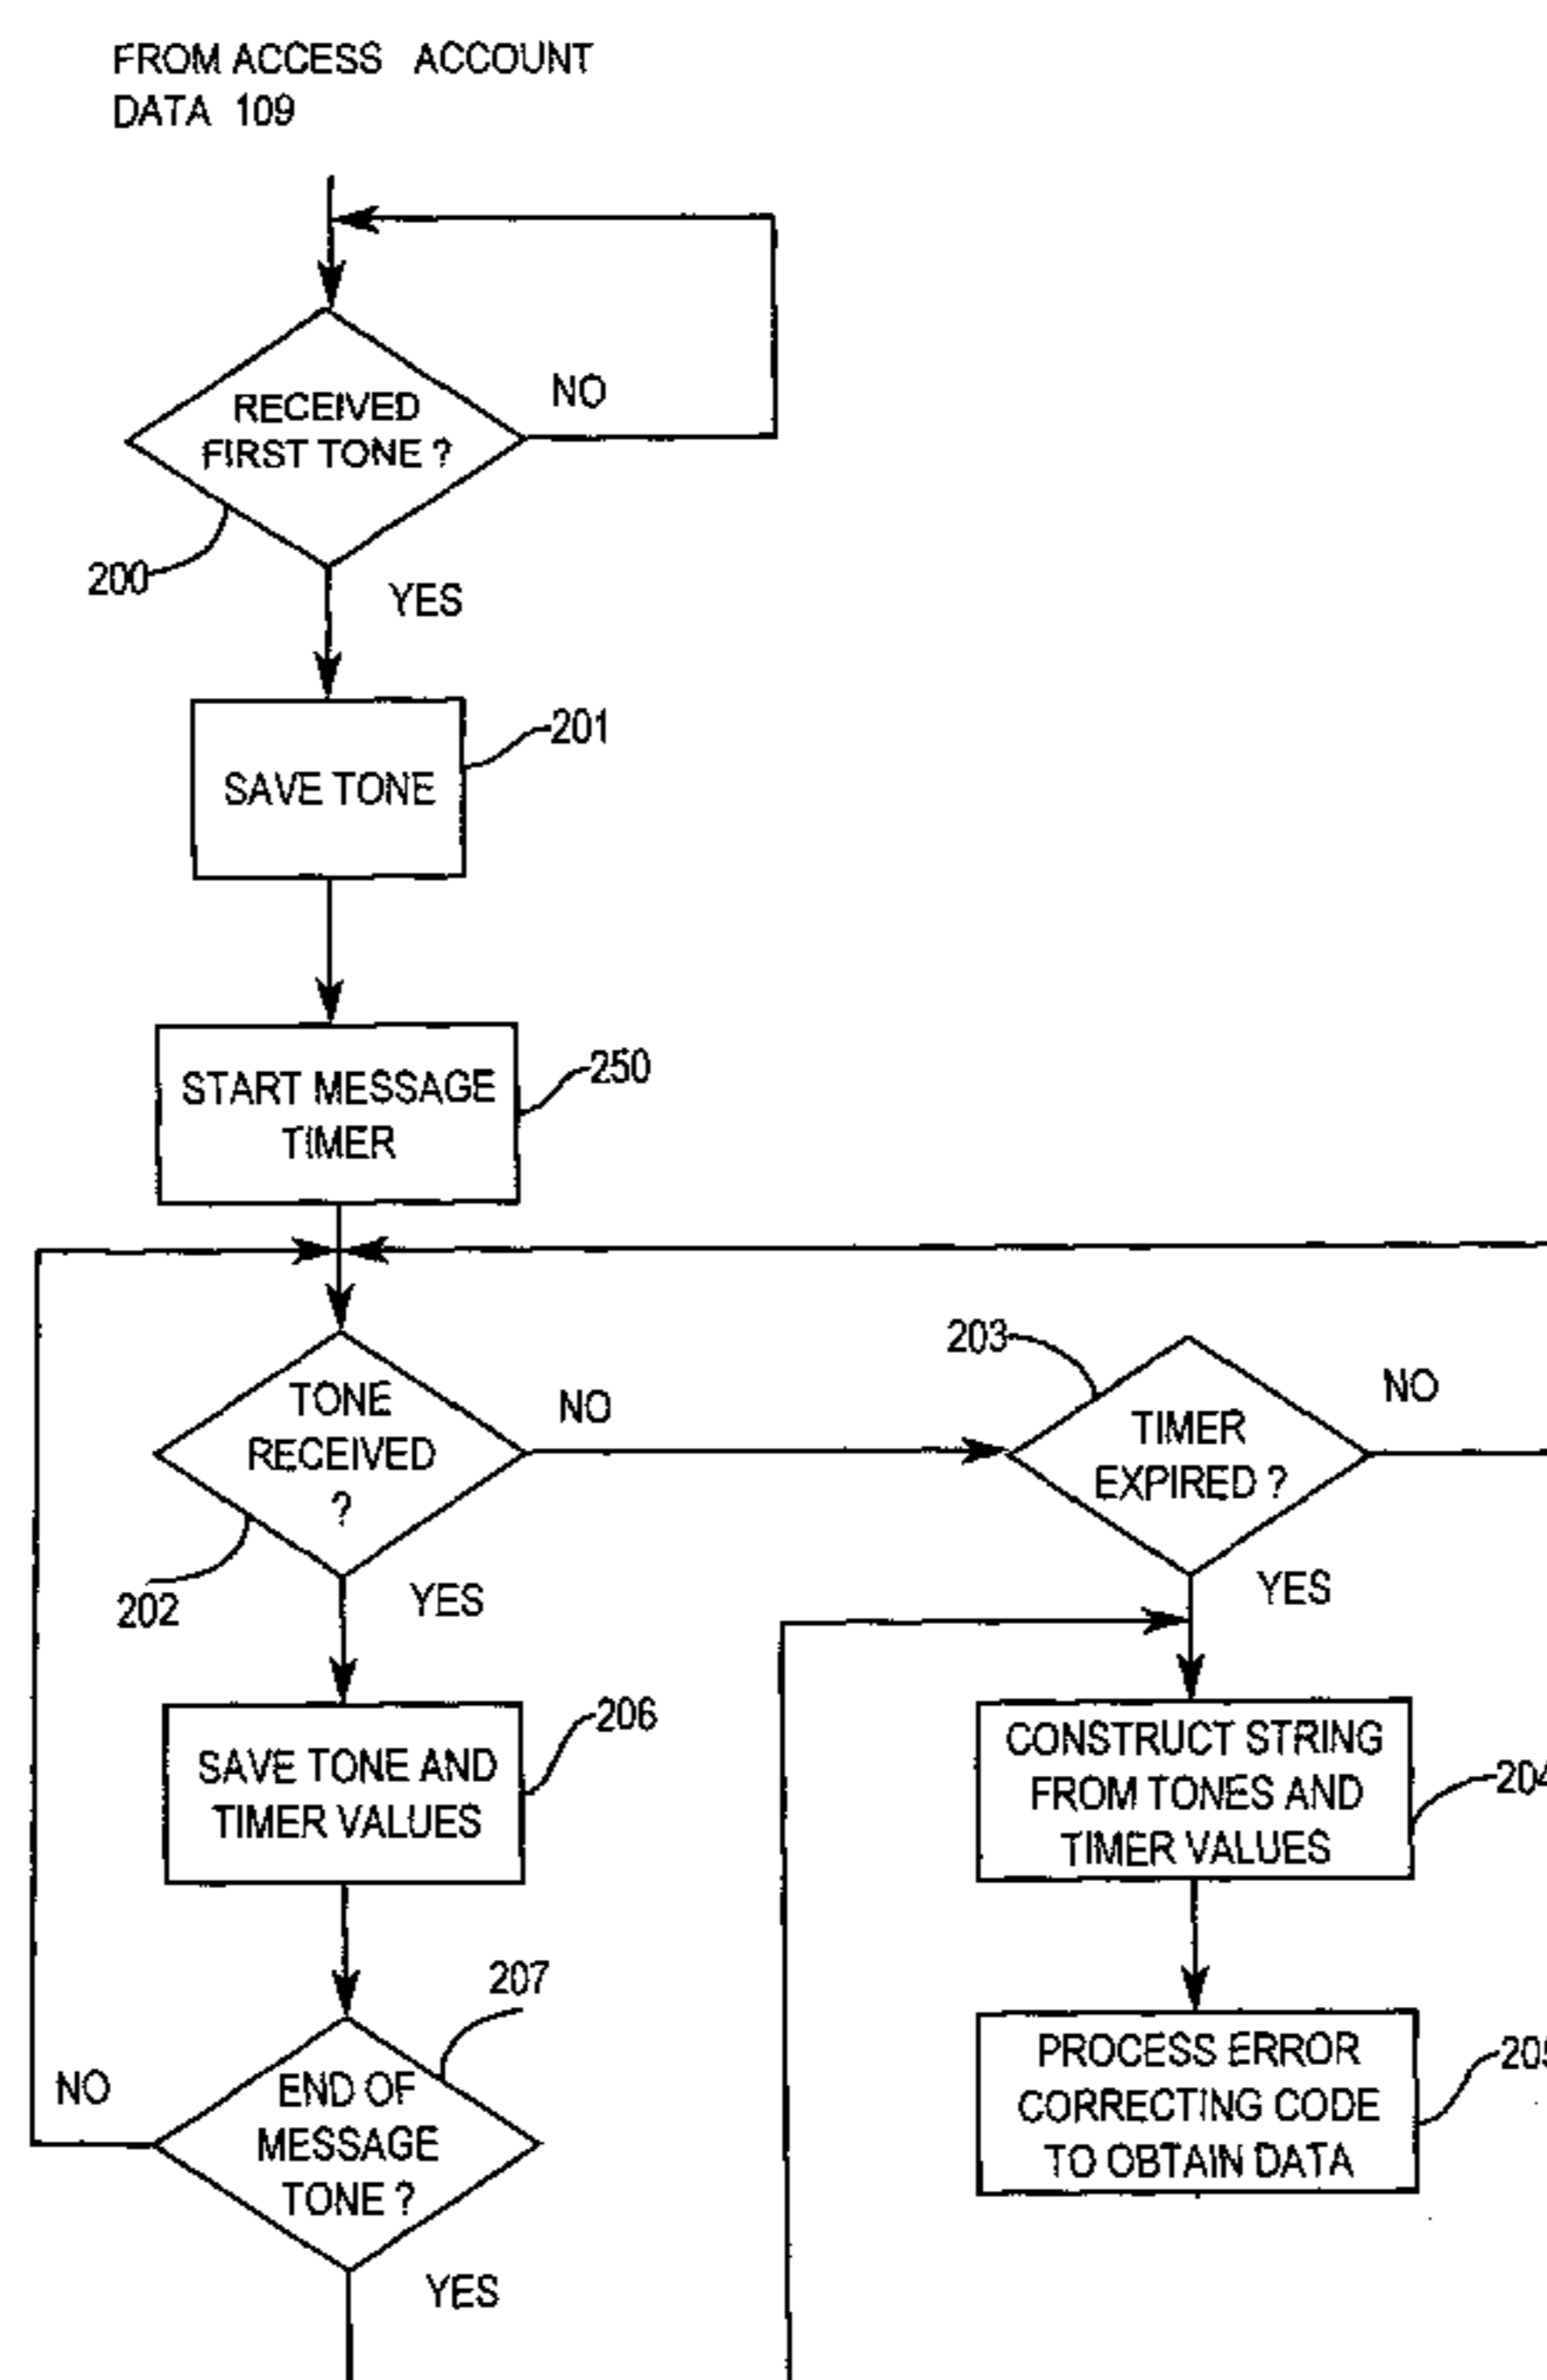 FROM ACCESS ACCOUNT
DATA 109
RECEIVED
FIRST TONE ?
NO
200
YES
SAVE TONE
201
START MESSAGE
TIMER
250
TONE
RECEIVED
?
NO
202
YES
203
TIMER
EXPIRED ?
NO
YES
SAVE TONE AND
TIMER VALUES
206
CONSTRUCT STRING
FROM TONES AND
TIMER VALUES
204
207
END OF
MESSAGE
TONE ?
NO
YES
PROCESS ERROR
CORRECTING CODE
TO OBTAIN DATA
205